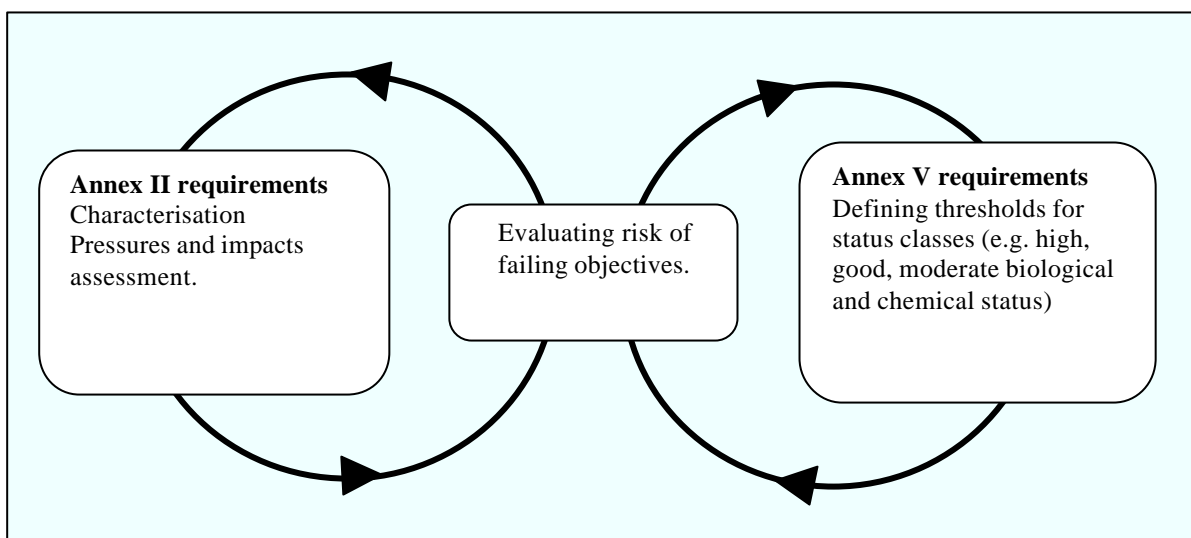 Annex II requirements
Characterisation
Pressures and impacts
assessment.
Evaluating risk of
failing objectives.
Annex V requirements
Defining thresholds for
status classes (e.g. high,
good, moderate biological
and chemical status)